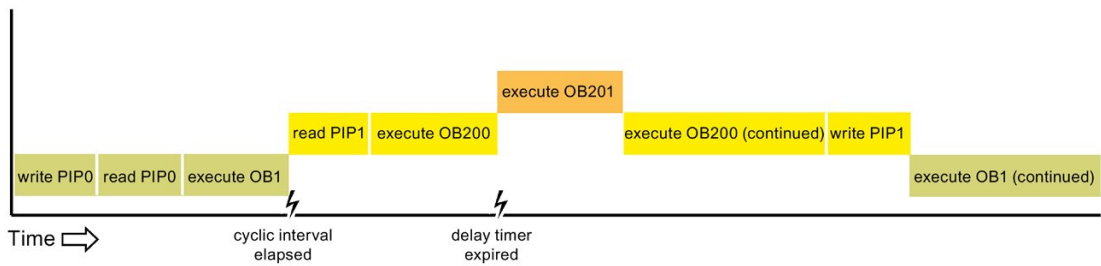 execute OB201
read PIP1 execute OB200 execute OB200 (continued) write PIP1
write PIP0 read PIP0 execute OB1 execute OB1 (continued)
Time cyclic interval delay timer
elapsed expired